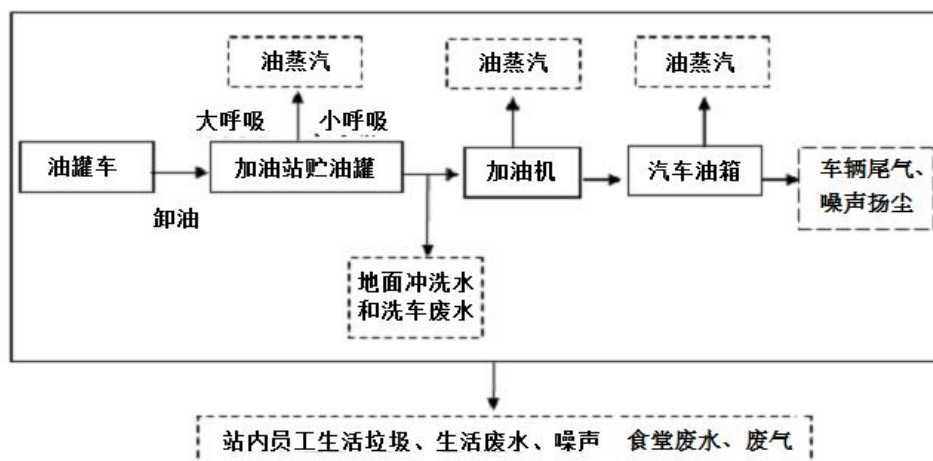 油蒸汽
油蒸汽
油蒸汽
大呼吸
小呼吸
油罐车
加油站贮油罐
加油机
汽车油箱
车辆尾气、
噪声扬尘
卸油
地面冲洗水
和洗车废水
站内员工生活垃圾、生活废水、噪声 食堂废水、废气